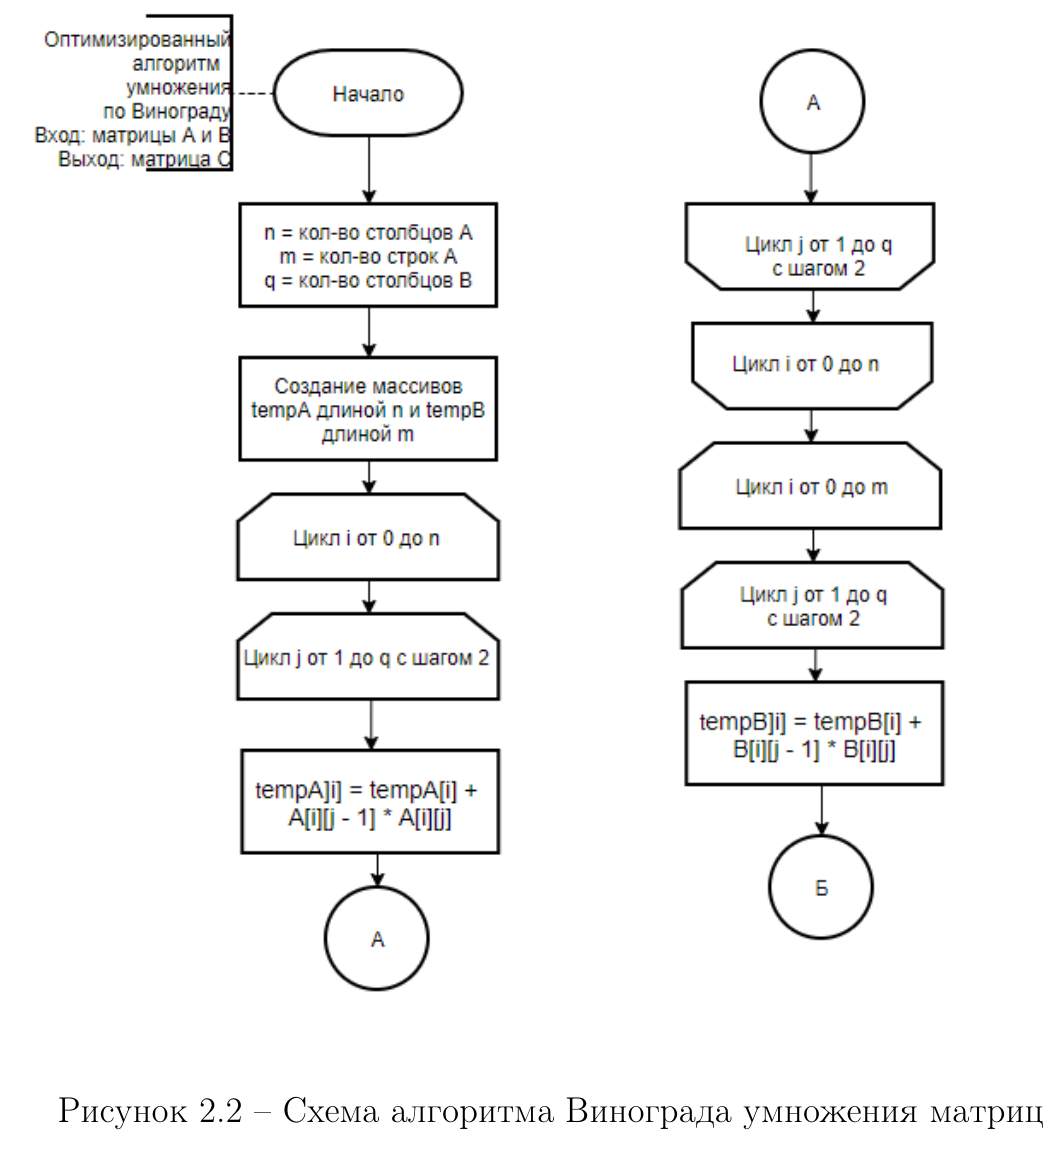 Оптимизированный
алгоритм
умножения
по Винограду
Вход: матрицы А и В
Выход: матрица С
Начало
n = кол-во столбцов А
m = кол-во строк А
q = кол-во столбцов В
Создание массивов
tempA длиной n и tempB
длиной m
Цикл i от 0 до n
Цикл j от 1 до q с шагом 2
tempA]i] = tempA[i] +
A[i][j - 1] * A[i][j]
А
А
Цикл j от 1 до q
с шагом 2
Цикл i от 0 до n
Цикл i от 0 до m
Цикл j от 1 до q
с шагом 2
tempB]i] = tempB[i] +
B[i][j - 1] * B[i][j]
Б
Рисунок 2.2 – Схема алгоритма Винограда умножения матриц